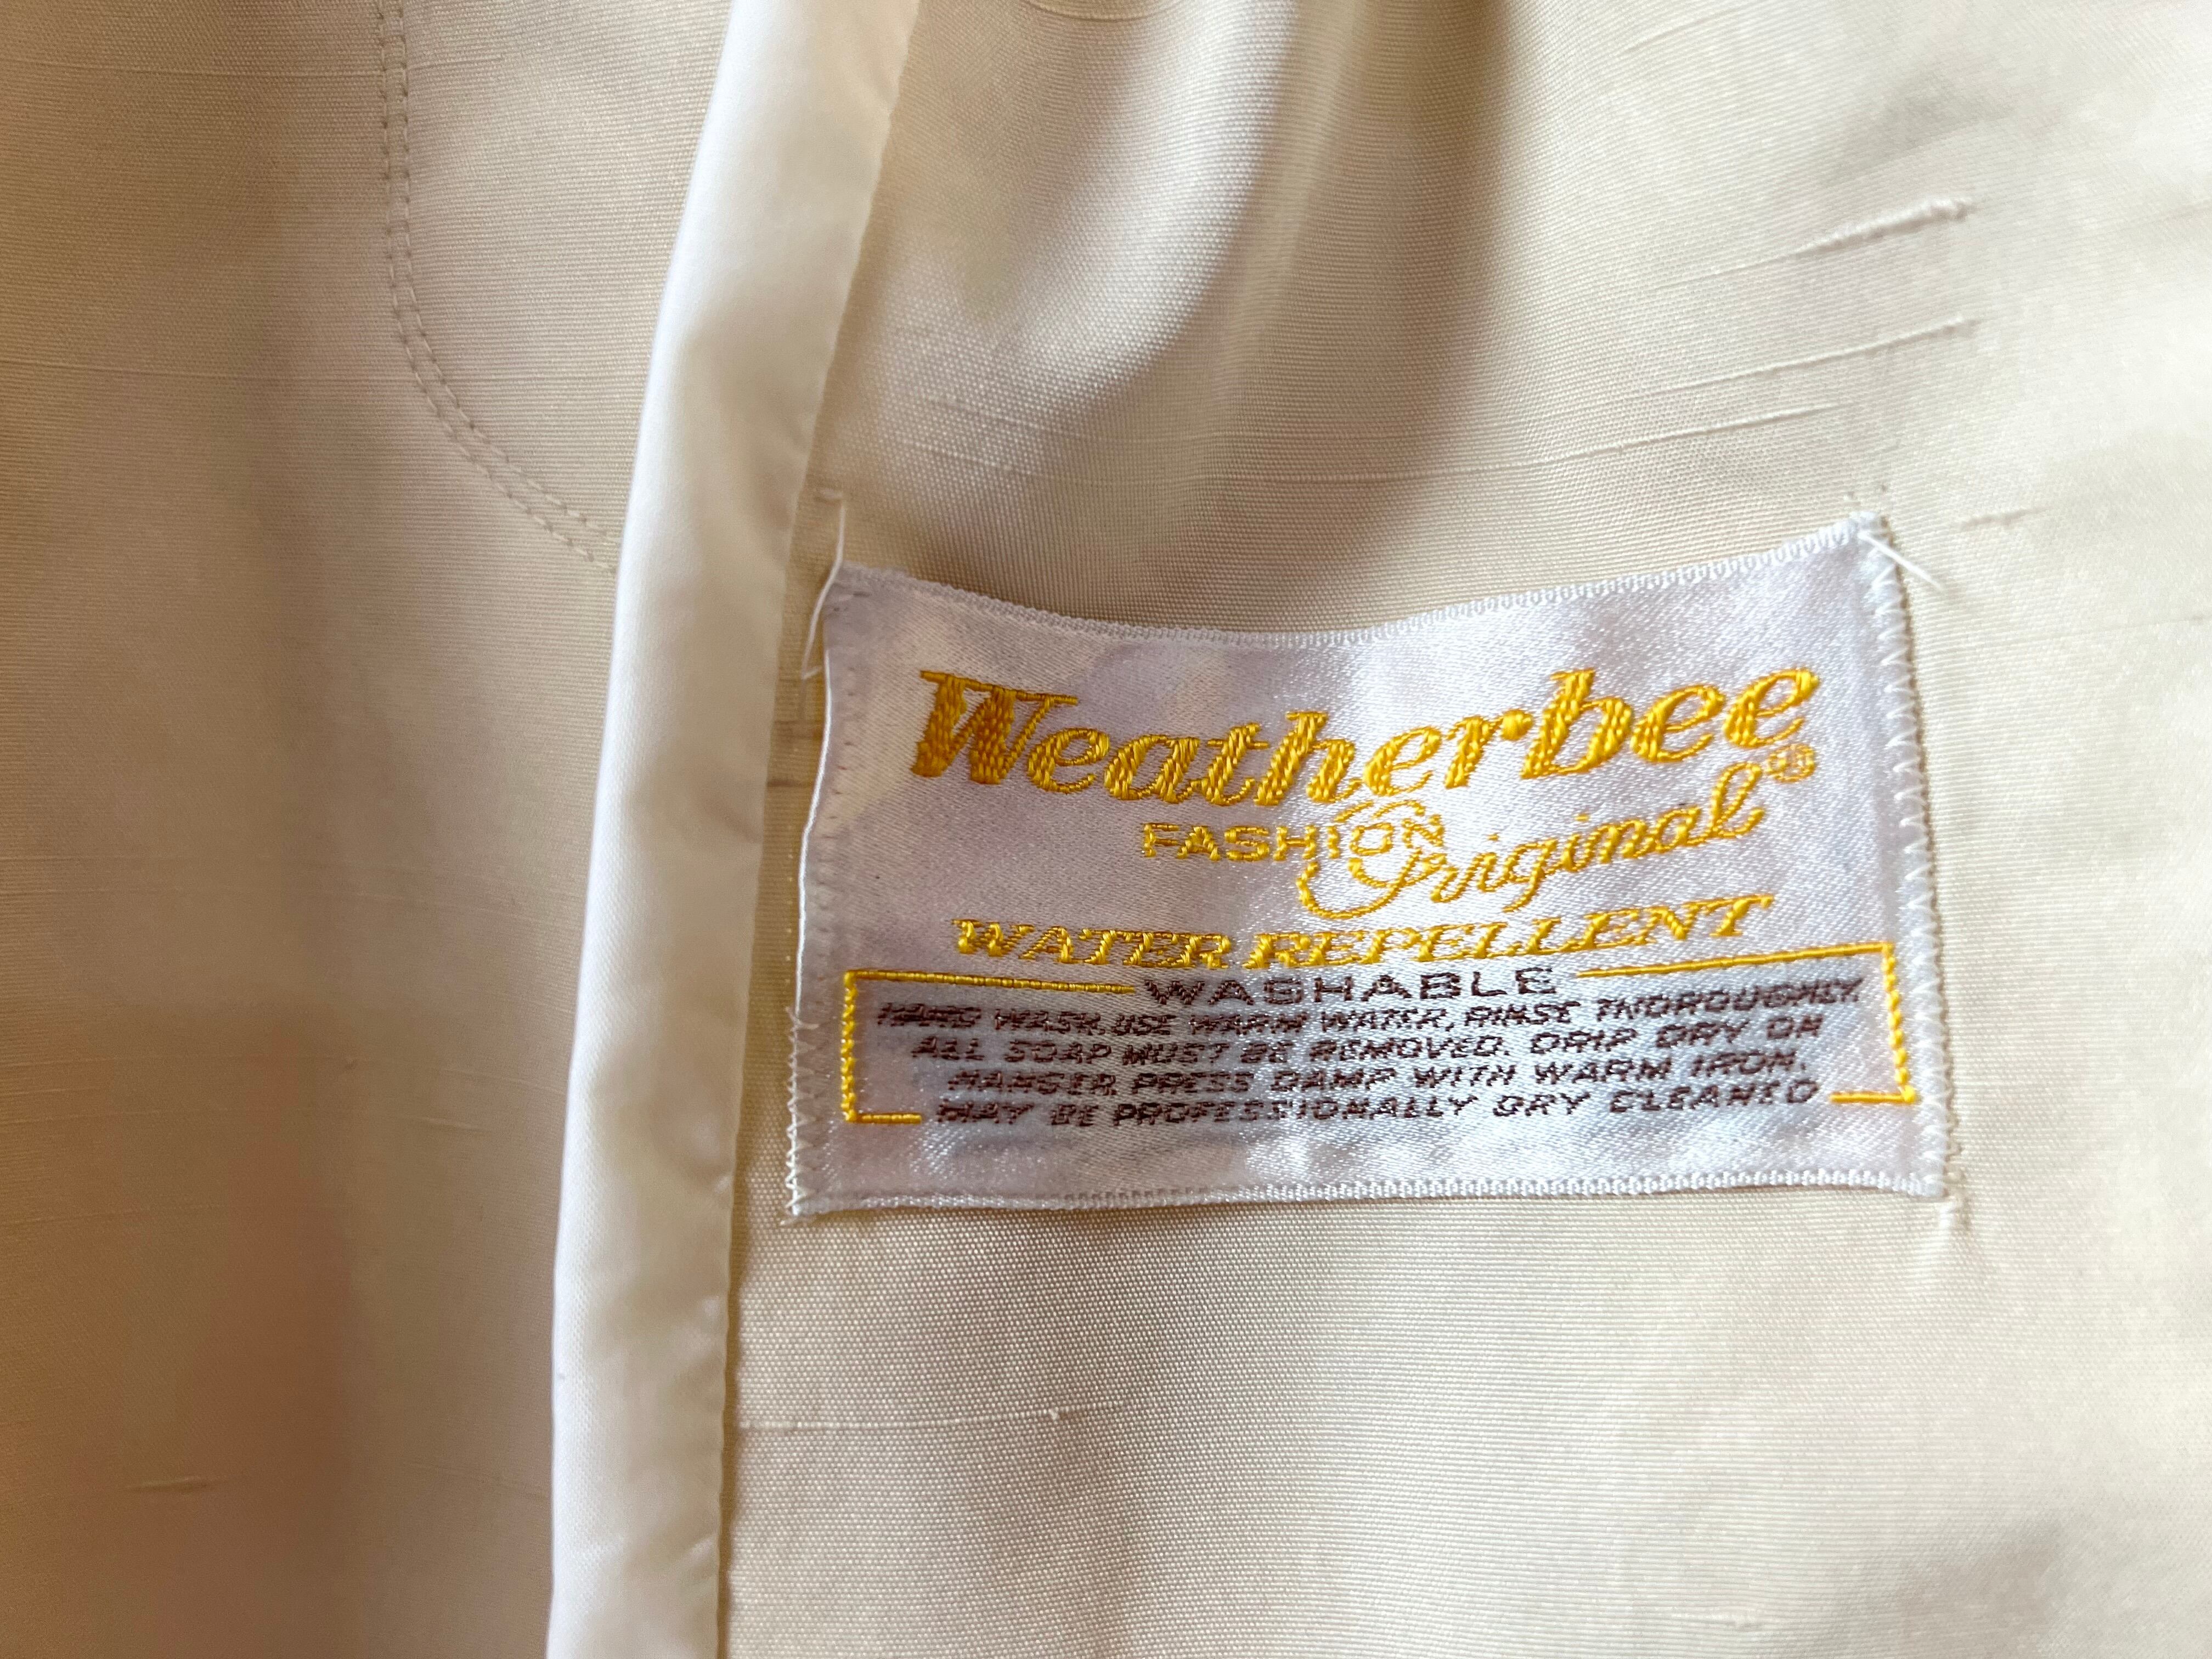 Weatherbee®
FASHION Original
WATER REPELLENT
WASHABLE
HAND WASK. USE WARM WATER, RINSE THOROUGHLY.
ALL SOAP MUST BE REMOVED. DRIP DRY ON
HANGER PRESS DAMP WITH WARM IRON.
MAY BE PROFESSIONALLY DRY CLEANED